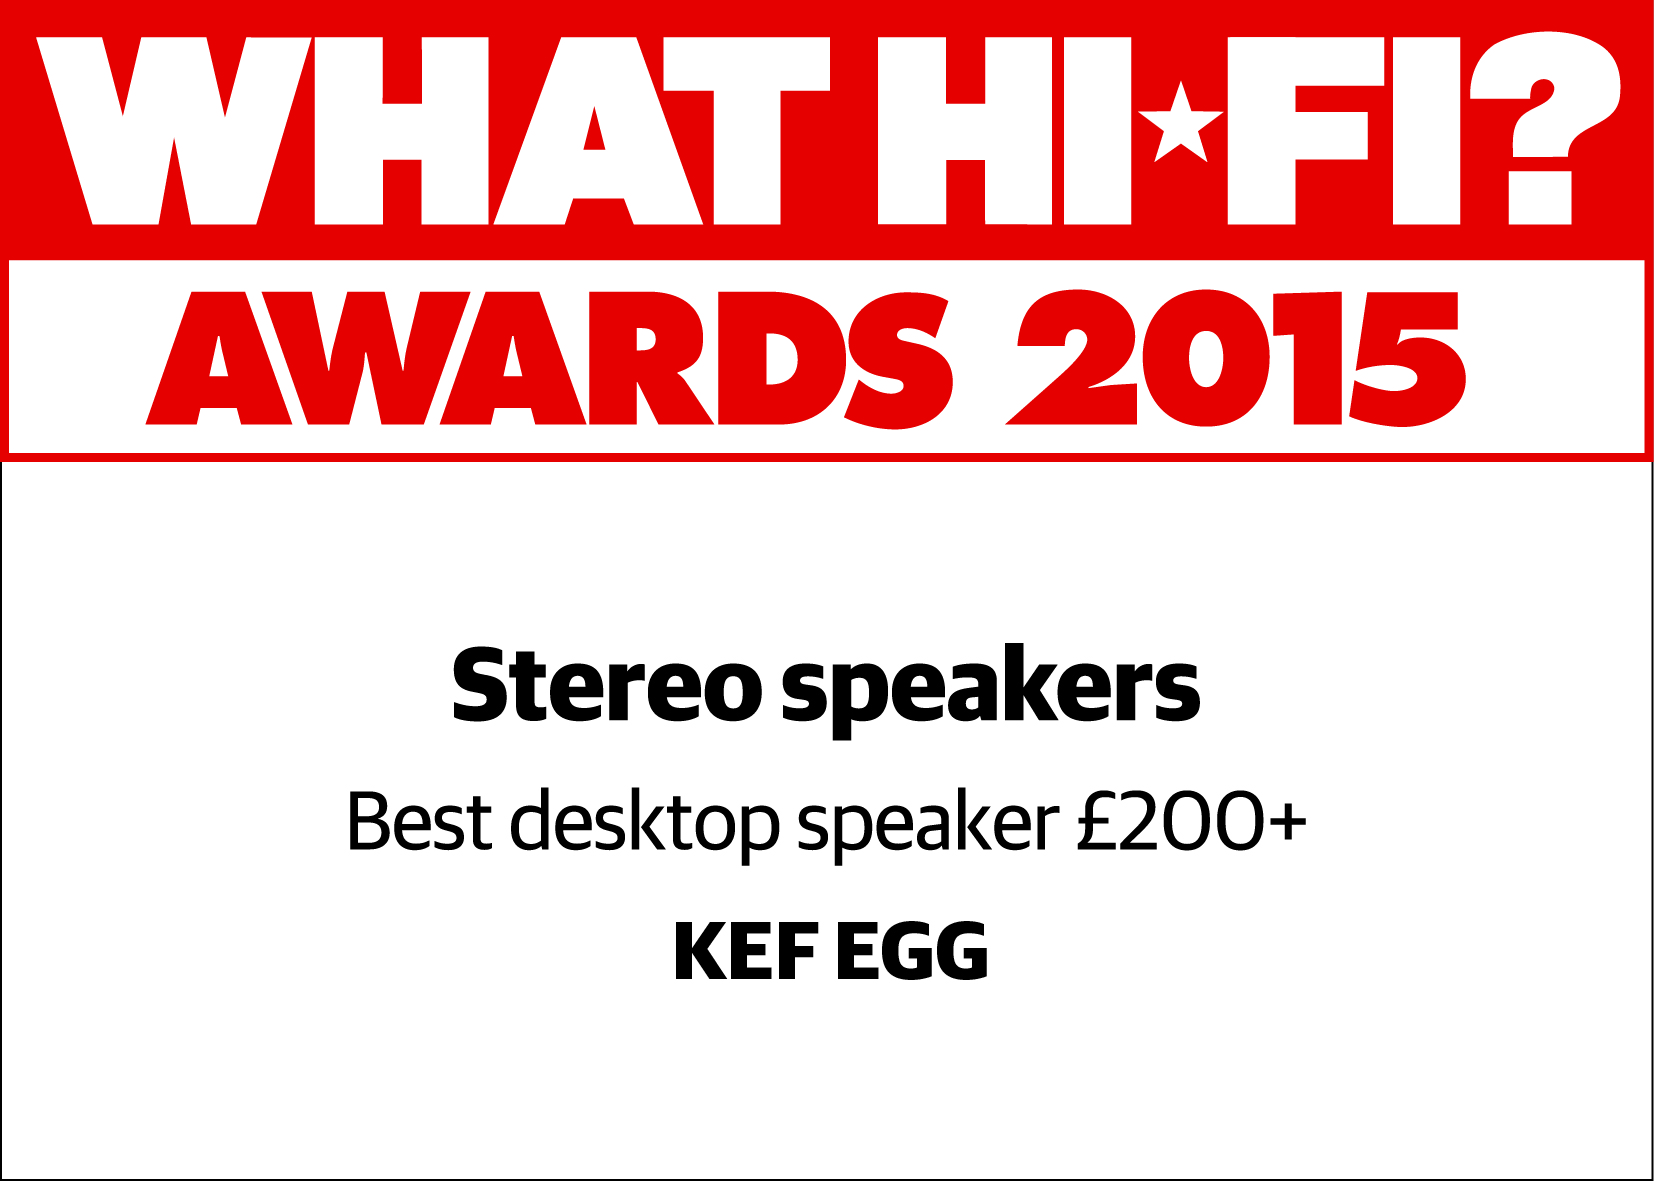 WHAT HI★FI?
AWARDS 2015
Stereo speakers
Best desktop speaker £200+
KEF EGG